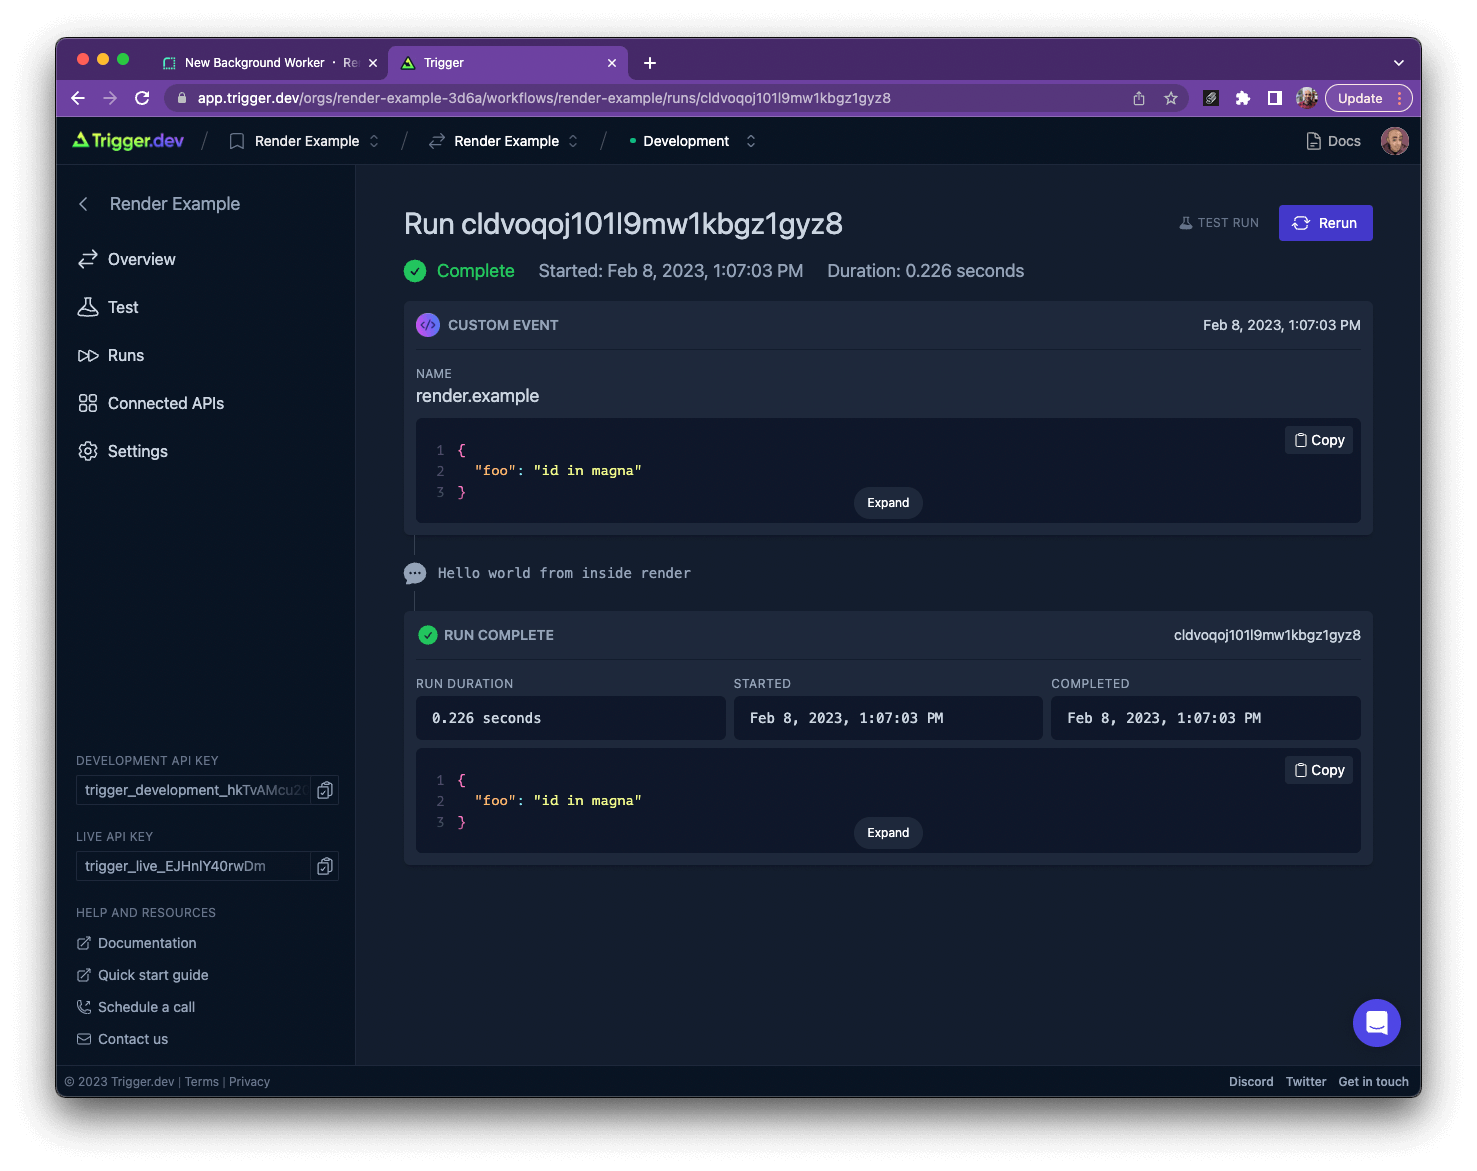 New Background Worker · Re
Trigger
app.trigger.dev/orgs/render-example-3d6a/workflows/render-example/runs/cldvoqoj101l9mw1kbgz1gyz8
Update
Trigger.dev / Render Example / Render Example / Development
Docs
Render Example
Overview
Test
Runs
Connected APIs
Settings
DEVELOPMENT API KEY
trigger_development_hkTvAMcu2
LIVE API KEY
trigger_live_EJHnlY40rwDm
HELP AND RESOURCES
Documentation
Quick start guide
Schedule a call
Contact us
Run cldvoqoj101l9mw1kbgz1gyz8
TEST RUN
Rerun
Complete Started: Feb 8, 2023, 1:07:03 PM Duration: 0.226 seconds
CUSTOM EVENT
Feb 8, 2023, 1:07:03 PM
NAME
render.example
Copy
1 {
2 "foo": "id in magna"
3 }
Expand
Hello world from inside render
RUN COMPLETE
cldvoqoj101l9mw1kbgz1gyz8
RUN DURATION STARTED COMPLETED
0.226 seconds Feb 8, 2023, 1:07:03 PM Feb 8, 2023, 1:07:03 PM
Copy
1 {
2 "foo": "id in magna"
3 }
Expand
© 2023 Trigger.dev | Terms | Privacy
Discord Twitter Get in touch